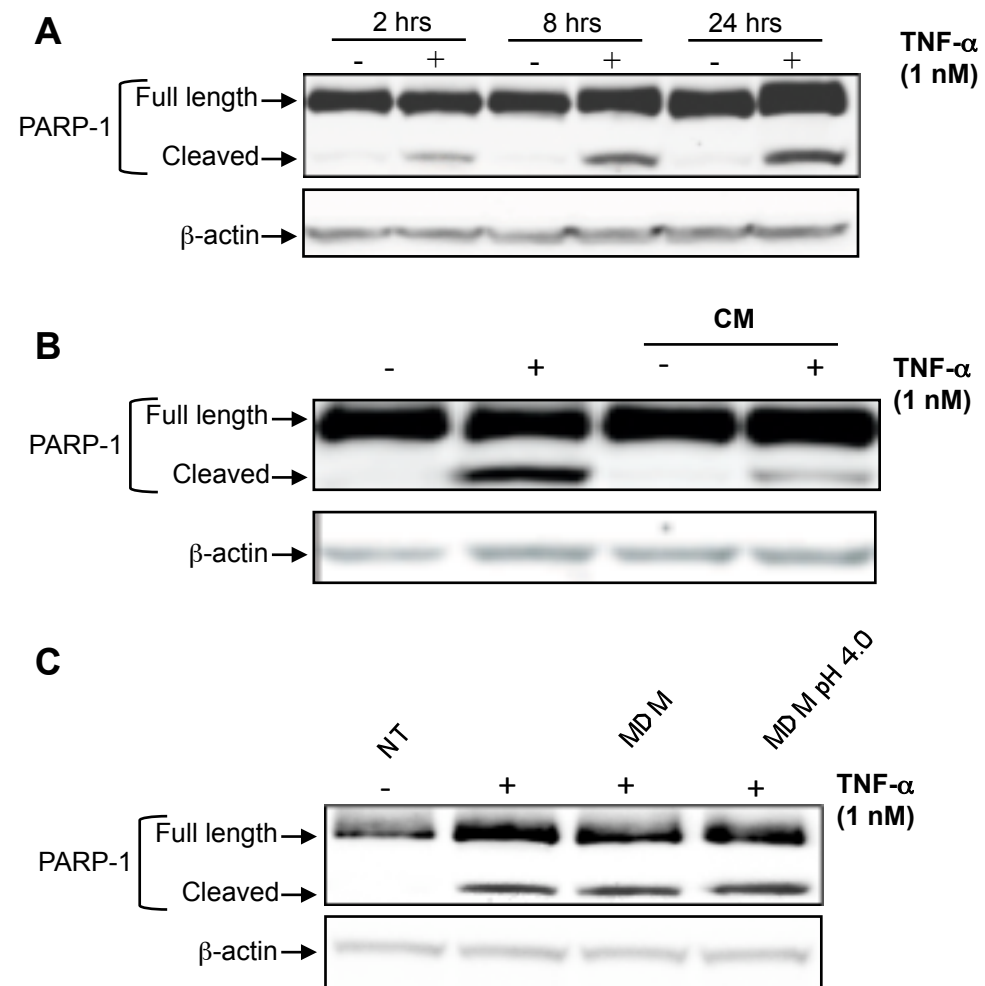 A
2 hrs 8 hrs 24 hrs
- + - + - +
TNF-α
(1 nM)
PARP-1
Full length
Cleaved
β-actin
B
CM
- + - +
TNF-α
(1 nM)
PARP-1
Full length
Cleaved
β-actin
C
NT MDM MDM pH 4.0
- + + +
TNF-α
(1 nM)
PARP-1
Full length
Cleaved
β-actin